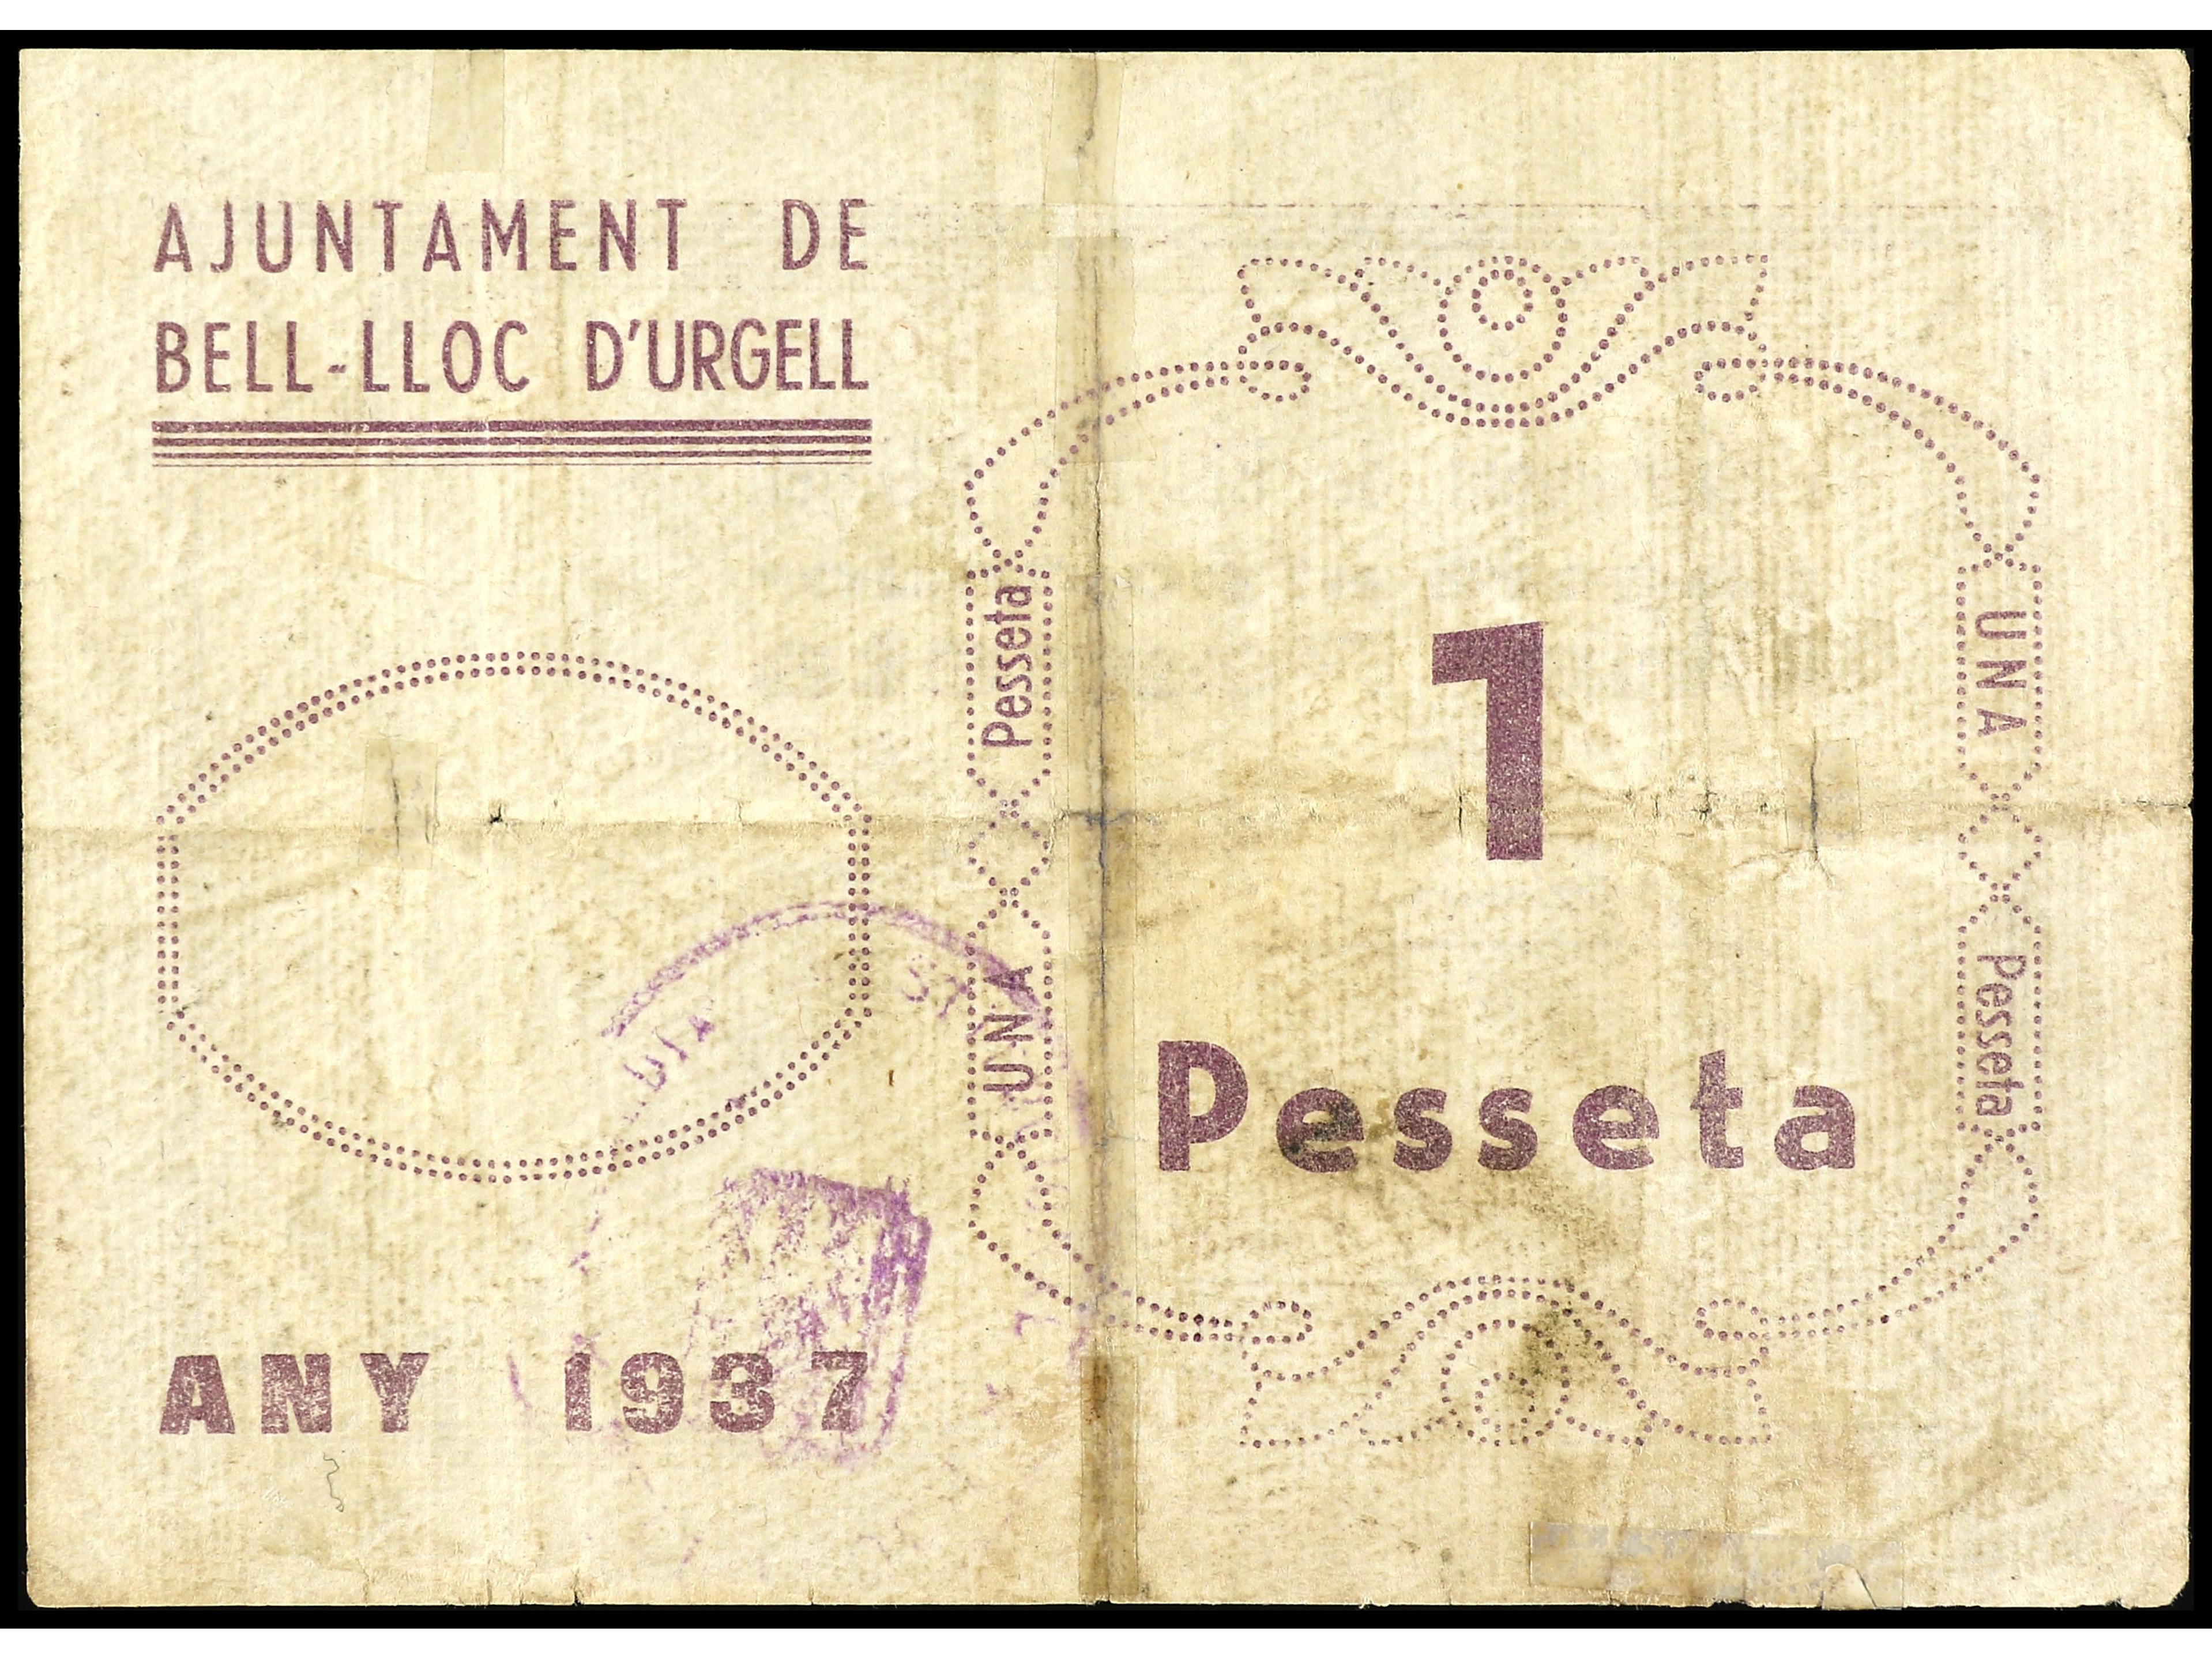 AJUNTAMENT DE
BELL-LLOC D'URGELL
UNA Pesseta
1
Pesseta
UNA Pesseta
ANY 1937